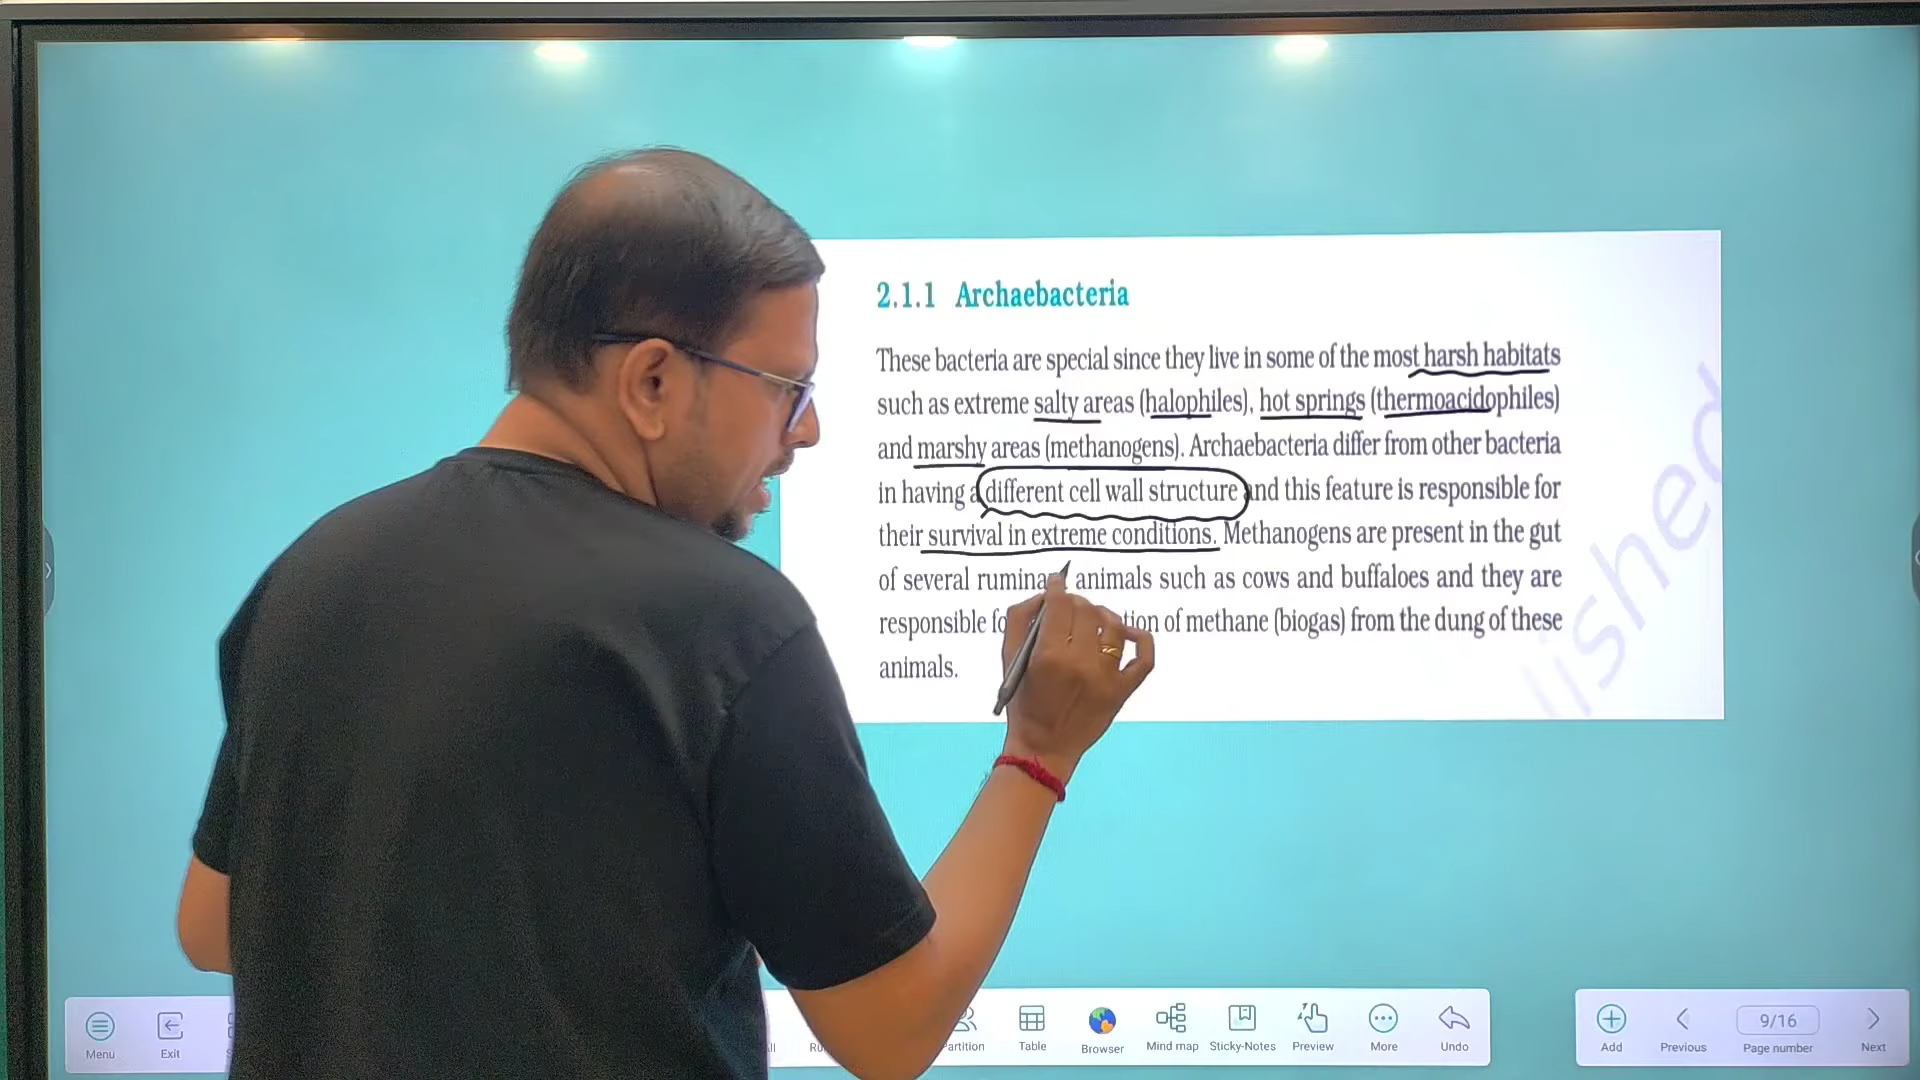 2.1.1 Archaebacteria
These bacteria are special since they live in some of the most harsh habitats
such as extreme salty areas (halophiles), hot springs (thermoacidophiles)
and marshy areas (methanogens). Archaebacteria differ from other bacteria
in having a different cell wall structure and this feature is responsible for
their survival in extreme conditions. Methanogens are present in the gut
of several animals such as cows and buffaloes and they are
responsible of methane (biogas) from the dung of these
animals.
lished
Menu Exit Table Browser Mind map Sticky-Notes Preview More Undo Add Previous 9/16 Page number Next